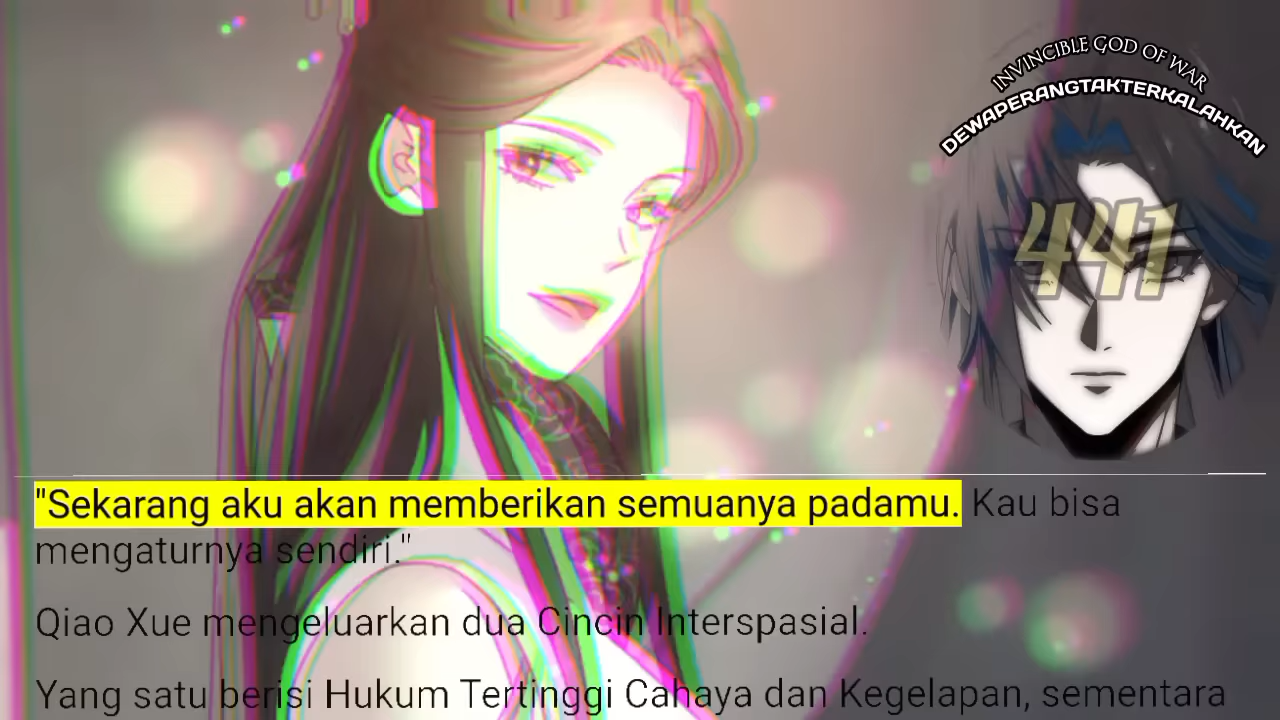 INVINCIBLE GOD OF WAR
DEWAPERANGTAKTERKALAHKAN
441
"Sekarang aku akan memberikan semuanya padamu. Kau bisa
mengaturnya sendiri."
Qiao Xue mengeluarkan dua Cincin Interspasial.
Yang satu berisi Hukum Tertinggi Cahaya dan Kegelapan, sementara